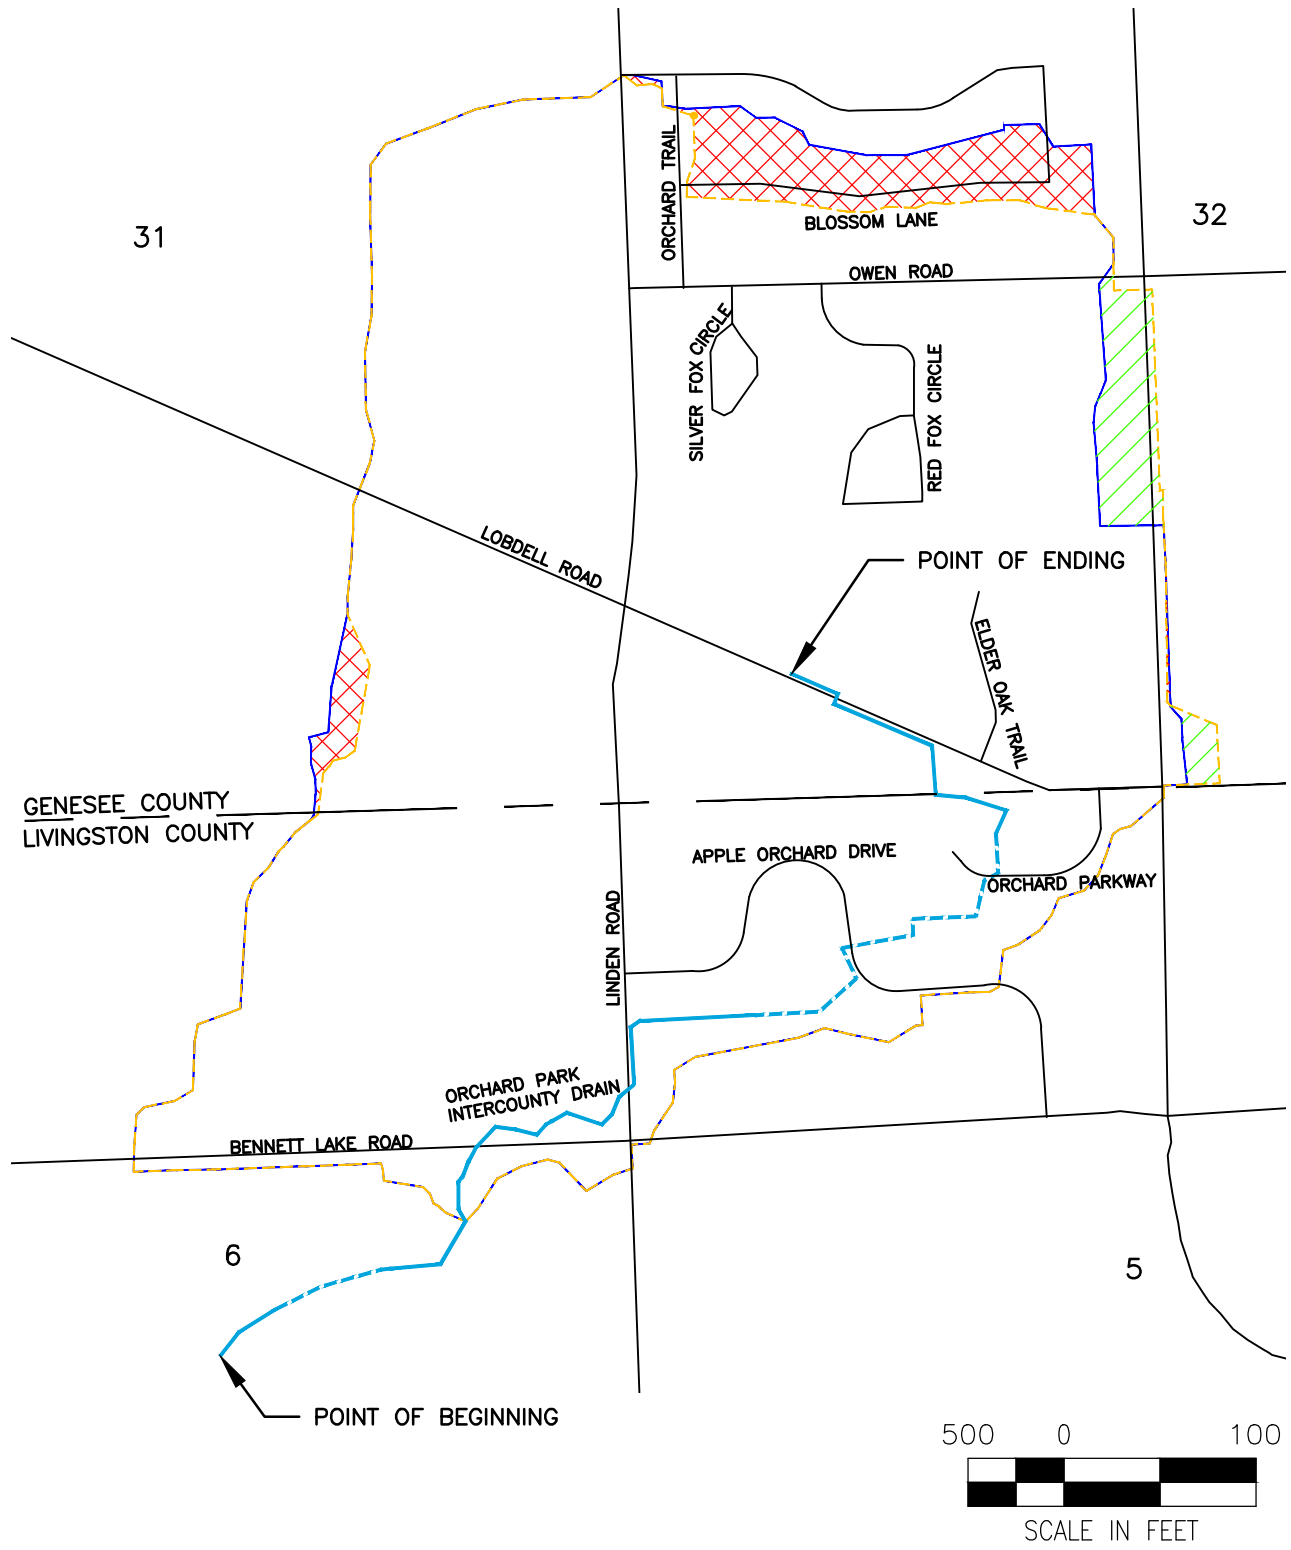 31
32
ORCHARD TRAIL
BLOSSOM LANE
OWEN ROAD
SILVER FOX CIRCLE
RED FOX CIRCLE
LOBDELL ROAD
POINT OF ENDING
ELDER OAK TRAIL
GENESEE COUNTY
LIVINGSTON COUNTY
APPLE ORCHARD DRIVE
ORCHARD PARKWAY
LINDEN ROAD
ORCHARD PARK
INTERCOUNTY DRAIN
BENNETT LAKE ROAD
6
5
POINT OF BEGINNING
500 0 100
SCALE IN FEET